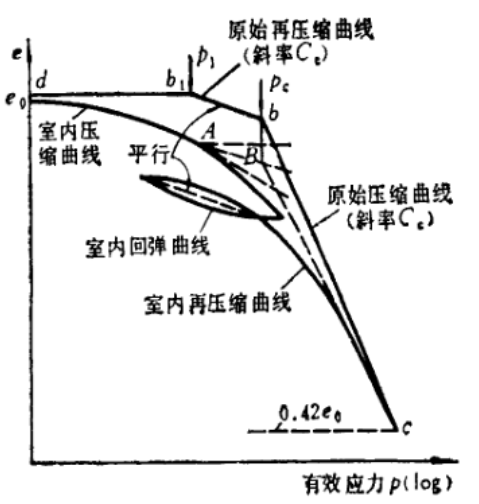 原始再压缩曲线
(斜率Cₑ)
e
d
b₁
p₁
p_c
e₀
b
室内压
缩曲线
A
平行
B
原始压缩曲线
(斜率C_c)
室内回弹曲线
室内再压缩曲线
0.42e₀
c
有效应力p(log)